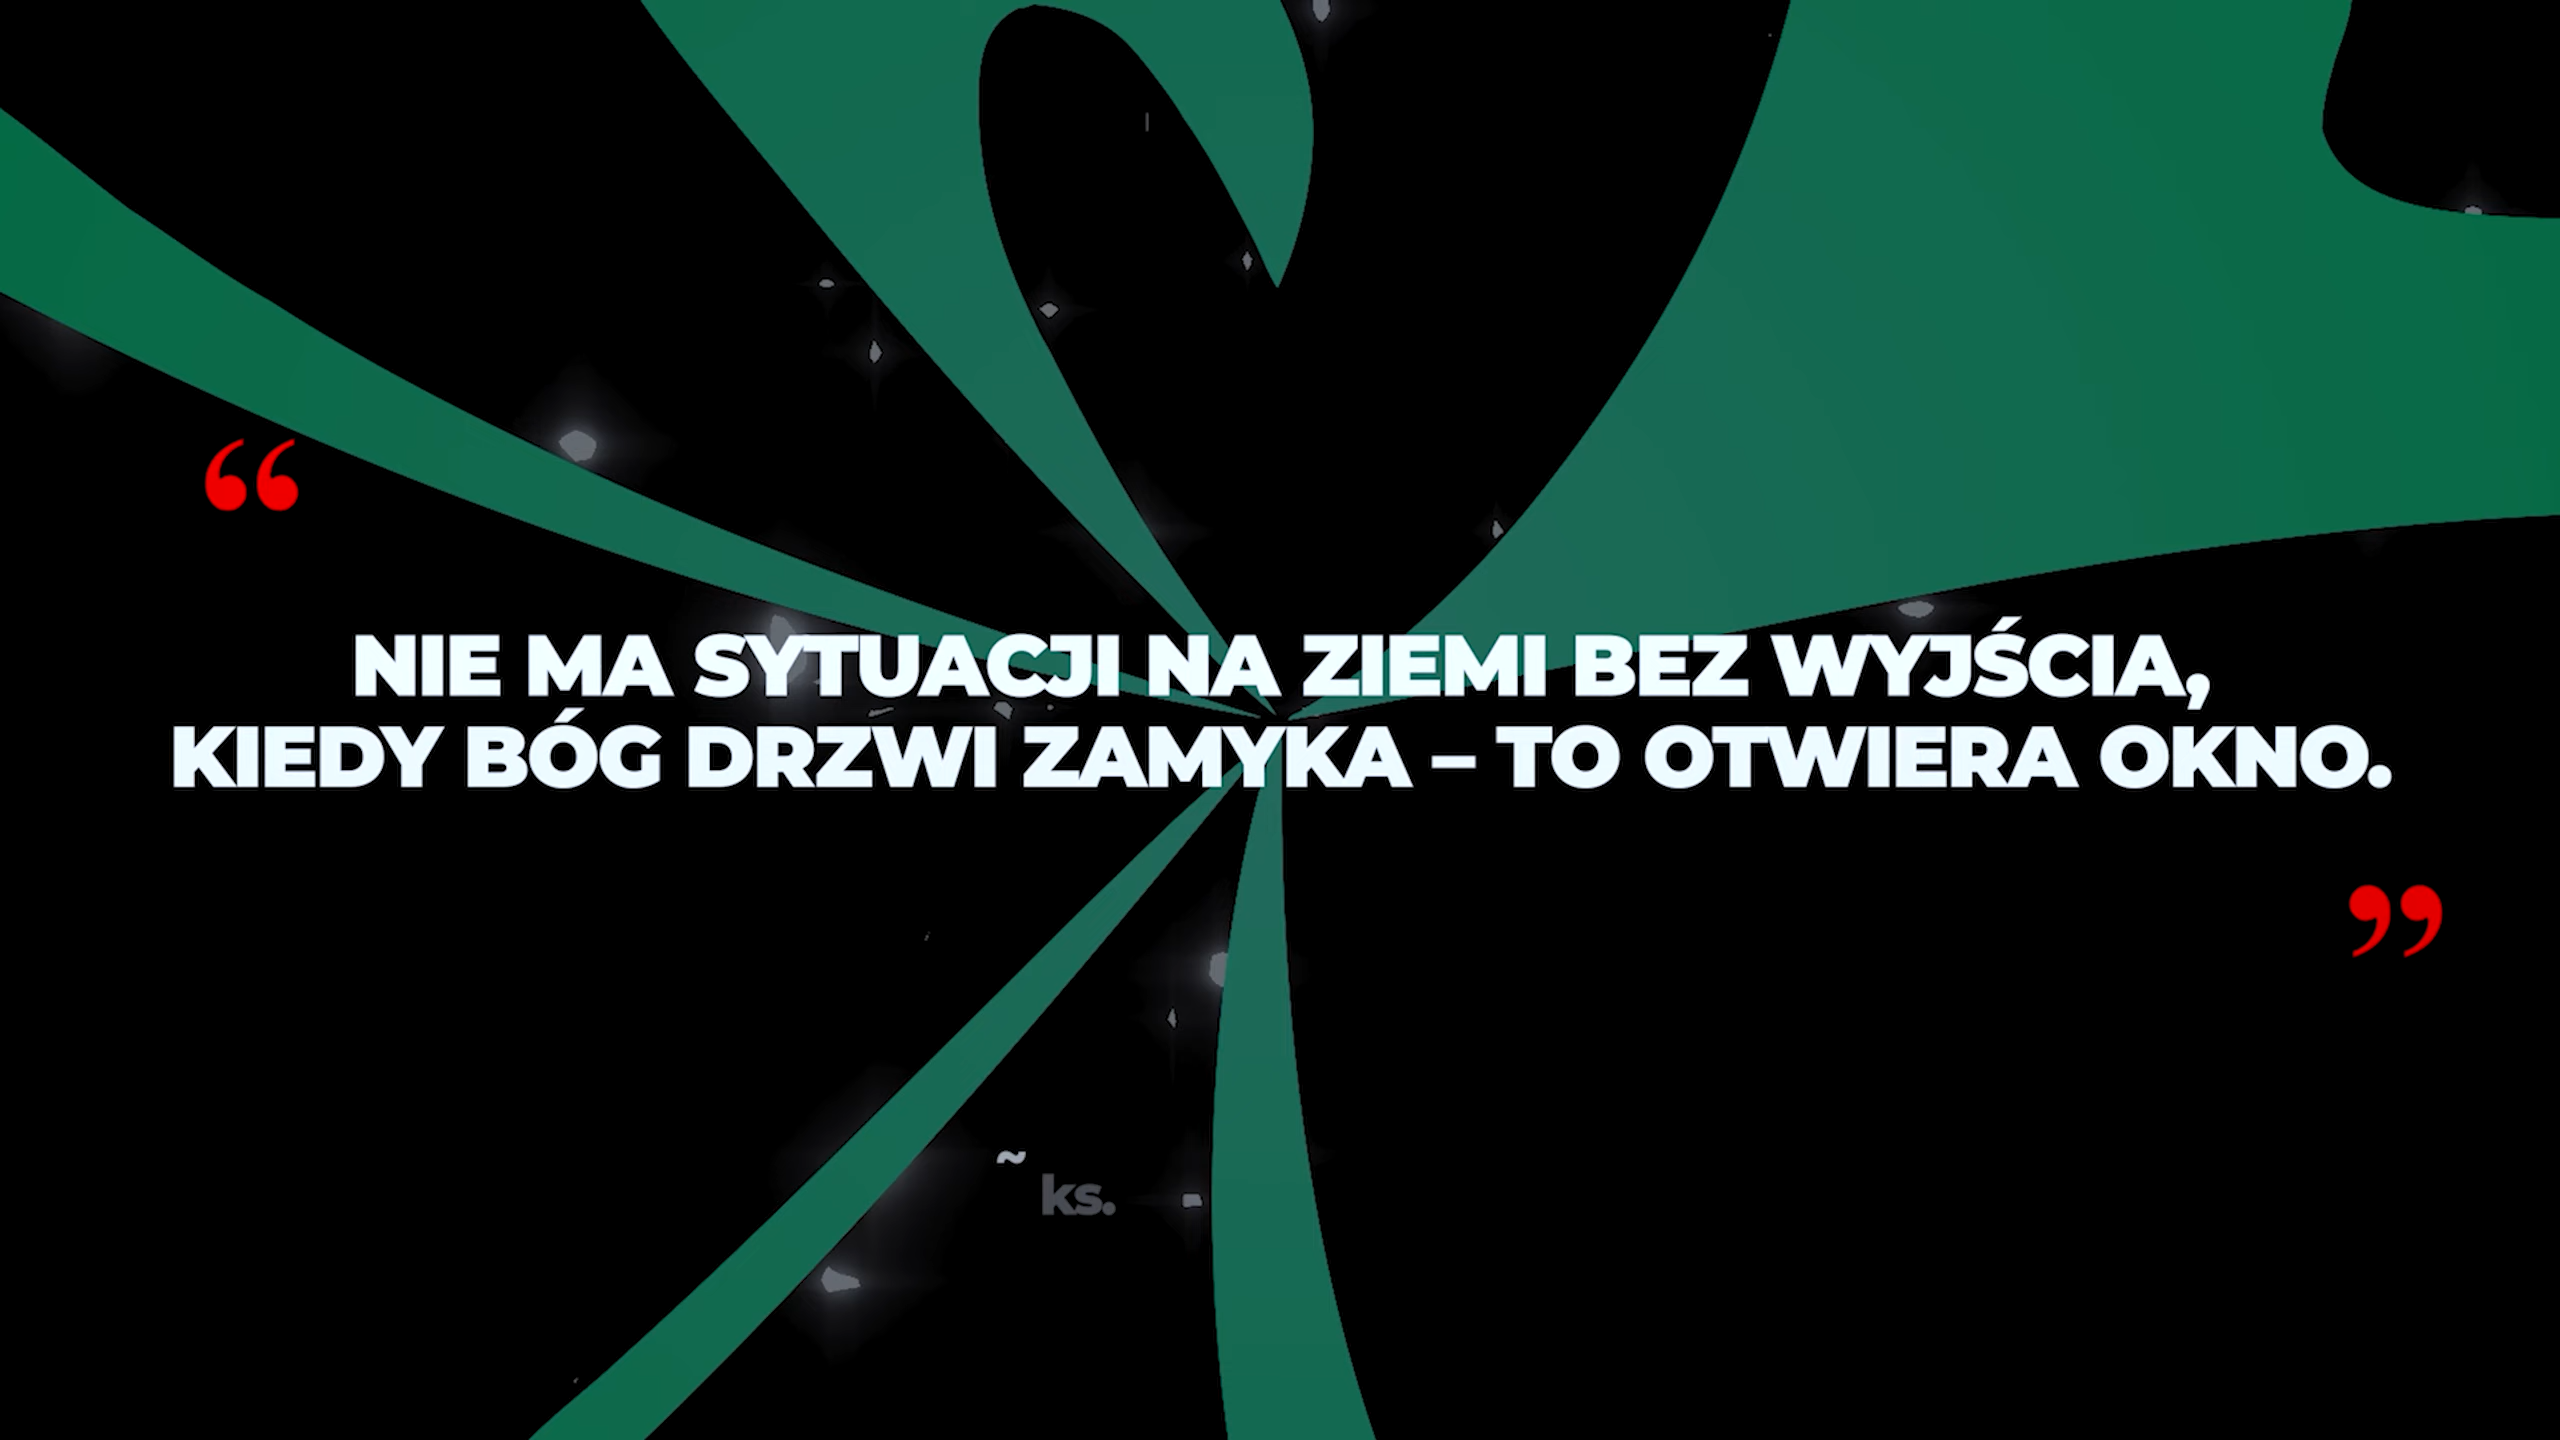 “
NIE MA SYTUACJI NA ZIEMI BEZ WYJŚCIA,
KIEDY BÓG DRZWI ZAMYKA – TO OTWIERA OKNO.
”
~ ks.